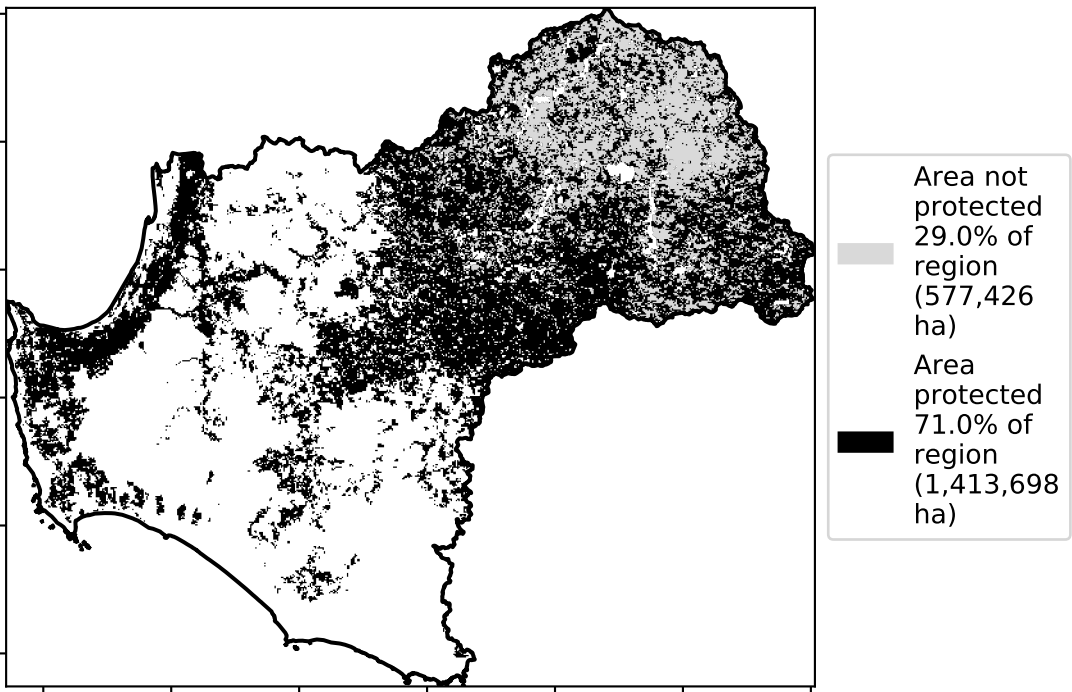 Area not
protected
29.0% of
region
(577,426
ha)
Area
protected
71.0% of
region
(1,413,698
ha)